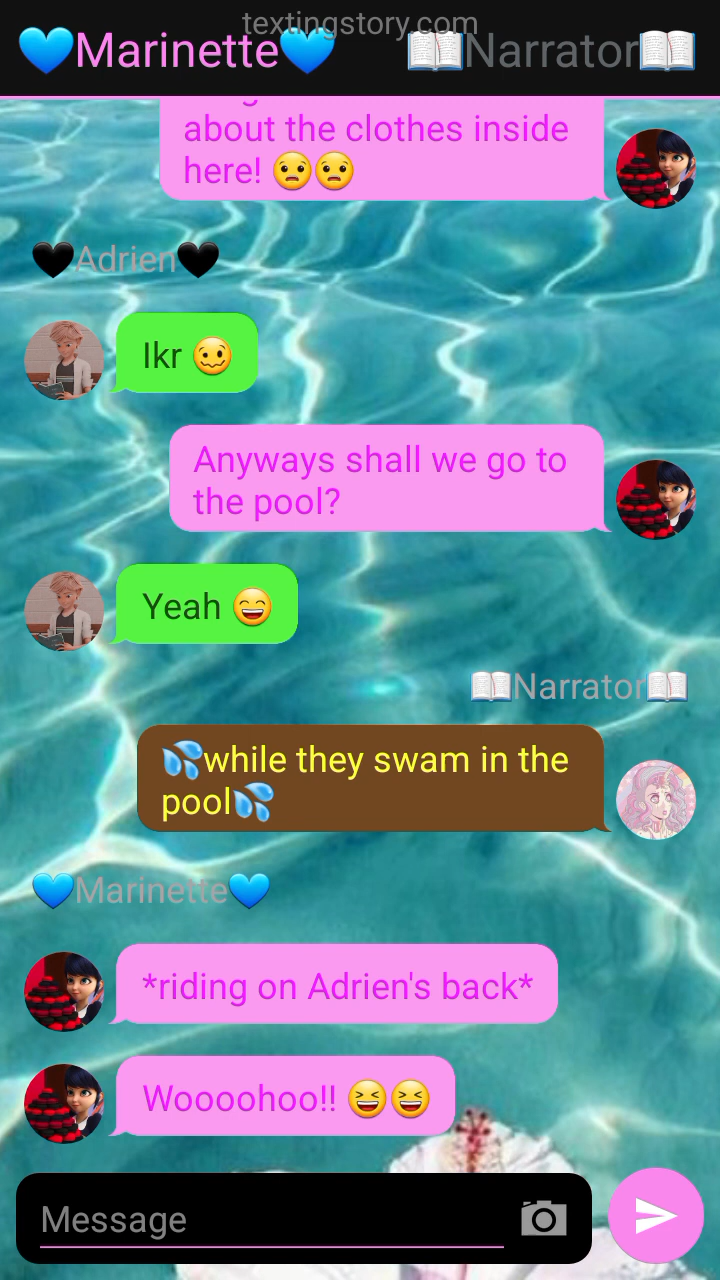 textingstory.com
💙Marinette💙 📖Narrator📖
about the clothes inside
here! 😟😟
🖤Adrien🖤
Ikr 🥴
Anyways shall we go to
the pool?
Yeah 😄
📖Narrator📖
💦while they swam in the
pool💦
💙Marinette💙
*riding on Adrien's back*
Woooohoo!! 😆😆
Message